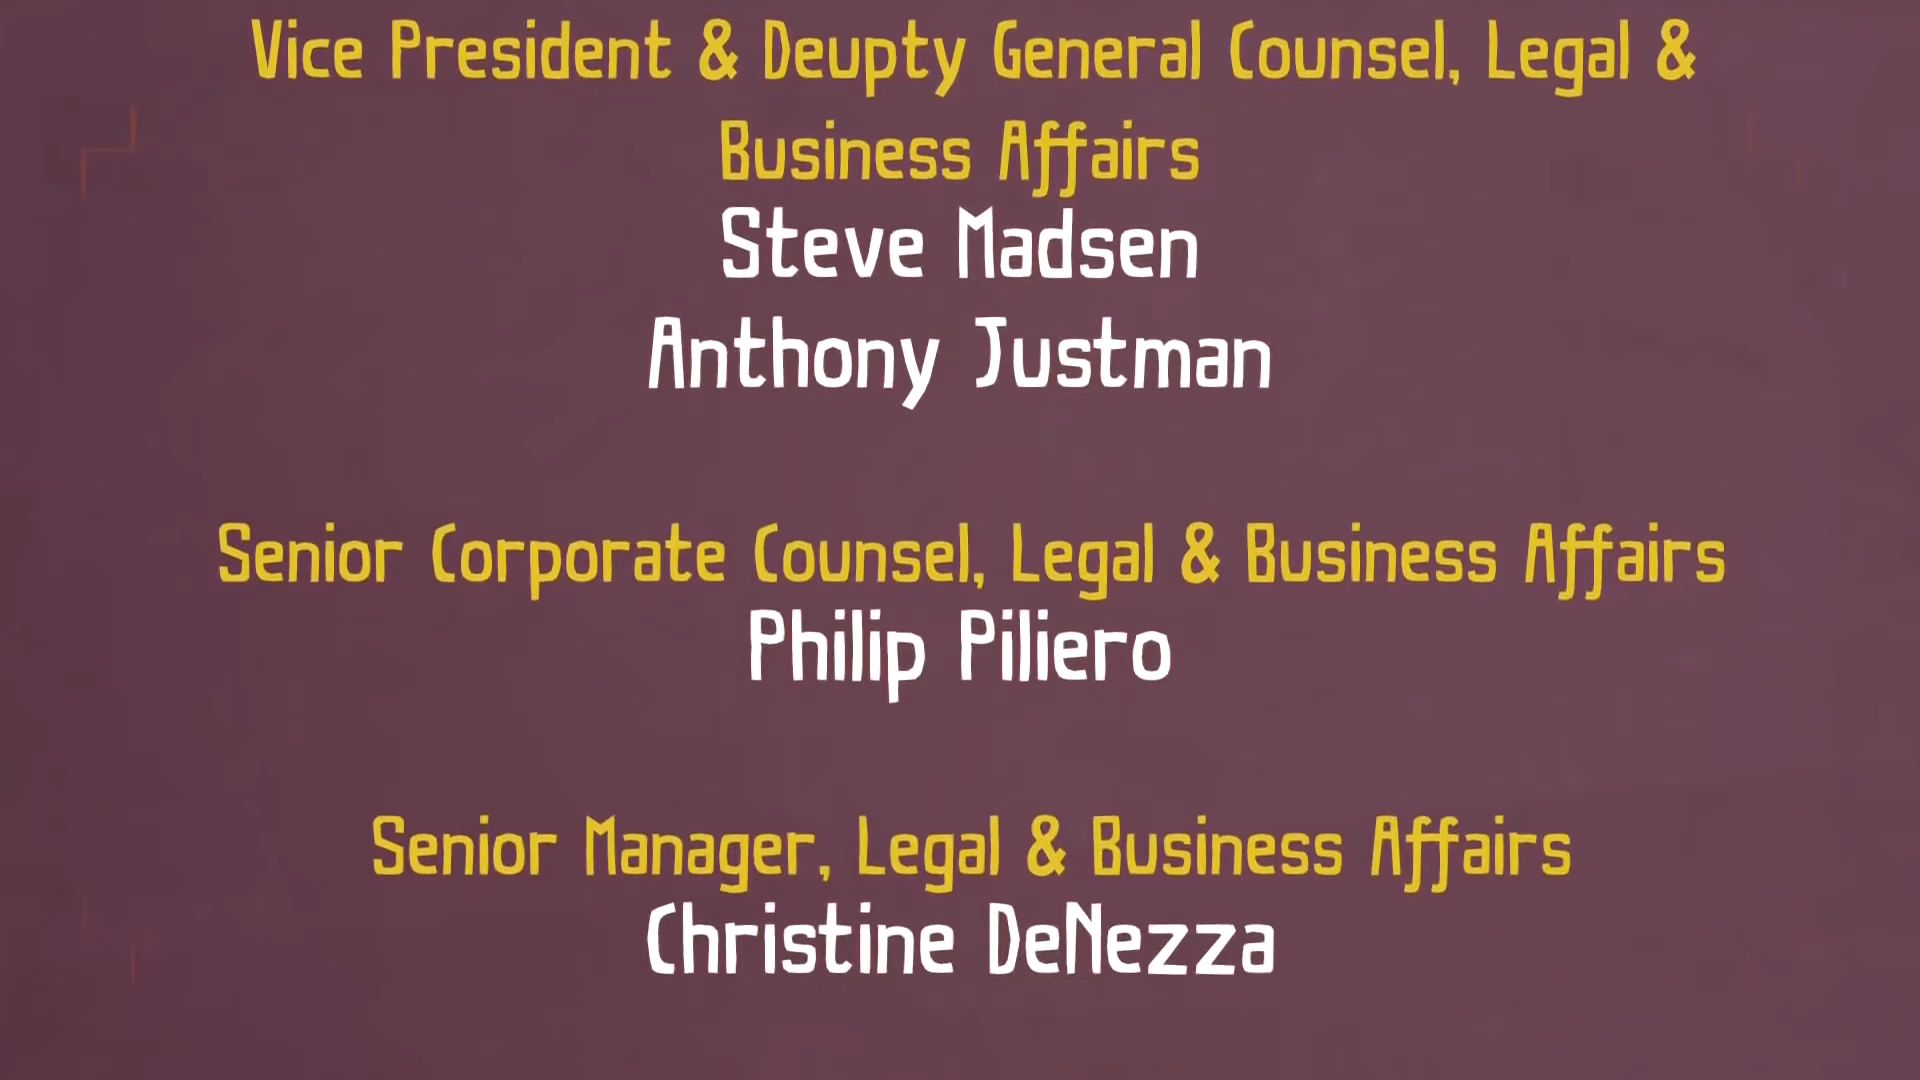 Vice President & Deupty General Counsel, Legal &
Business Affairs
Steve Madsen
Anthony Justman
Senior Corporate Counsel, Legal & Business Affairs
Philip Piliero
Senior Manager, Legal & Business Affairs
Christine DeNezza